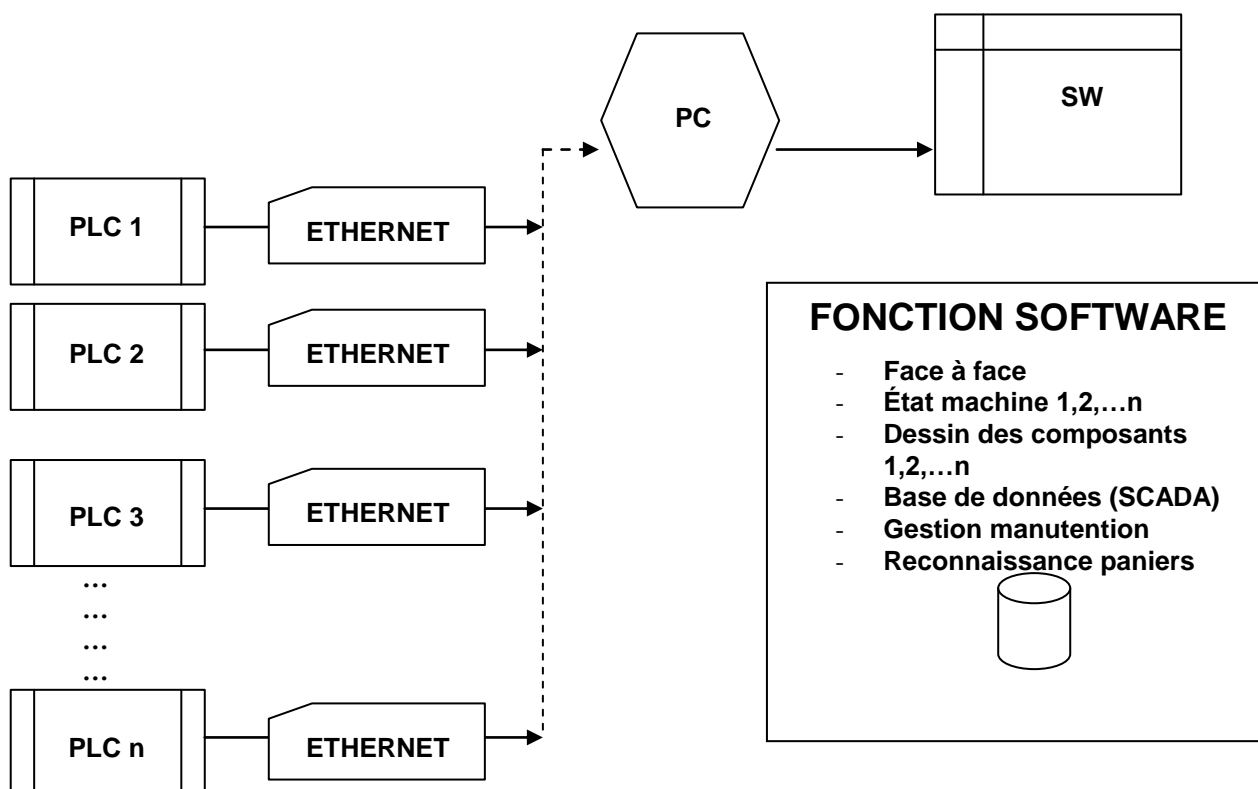 PC
SW
PLC 1
ETHERNET
PLC 2
ETHERNET
PLC 3
ETHERNET
...
...
...
...
PLC n
ETHERNET
FONCTION SOFTWARE
- Face à face
- État machine 1,2,...n
- Dessin des composants
1,2,...n
- Base de données (SCADA)
- Gestion manutention
- Reconnaissance paniers